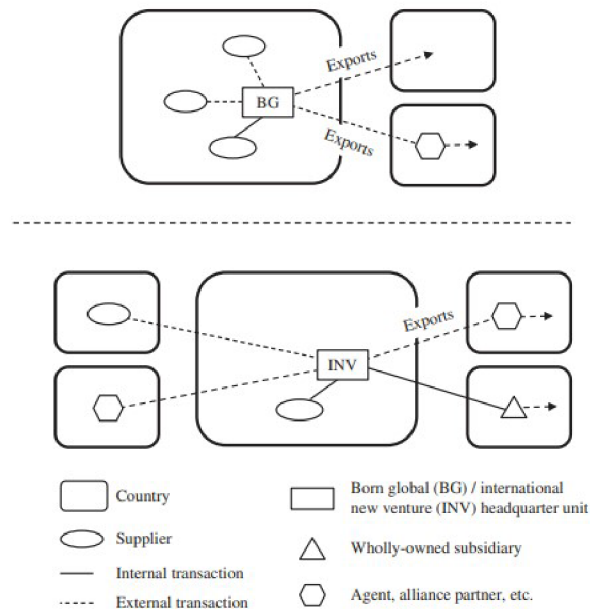 Exports
BG
Exports
Exports
INV
Country
Supplier
Internal transaction
External transaction
Born global (BG) / international
new venture (INV) headquarter unit
Wholly-owned subsidiary
Agent, alliance partner, etc.